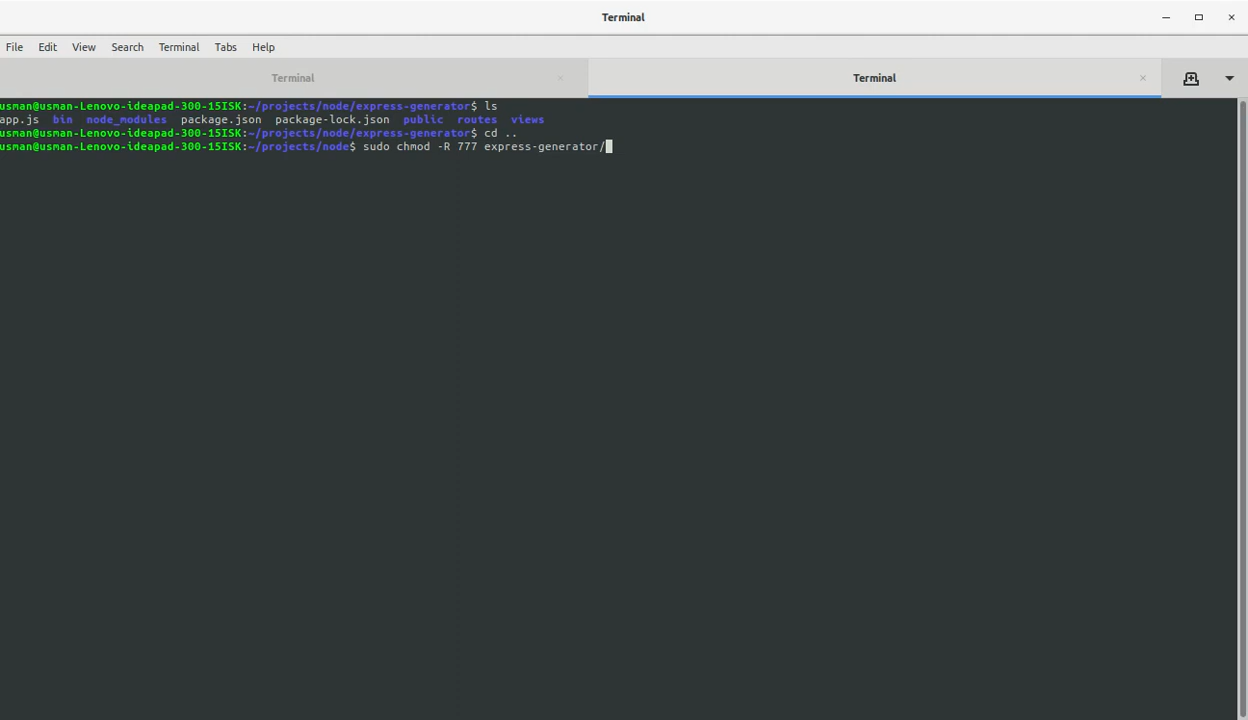 Terminal
File Edit View Search Terminal Tabs Help
Terminal Terminal
usman@usman-Lenovo-ideapad-300-15ISK:~/projects/node/express-generator$ ls
app.js bin node_modules package.json package-lock.json public routes views
usman@usman-Lenovo-ideapad-300-15ISK:~/projects/node/express-generator$ cd ..
usman@usman-Lenovo-ideapad-300-15ISK:~/projects/node$ sudo chmod -R 777 express-generator/